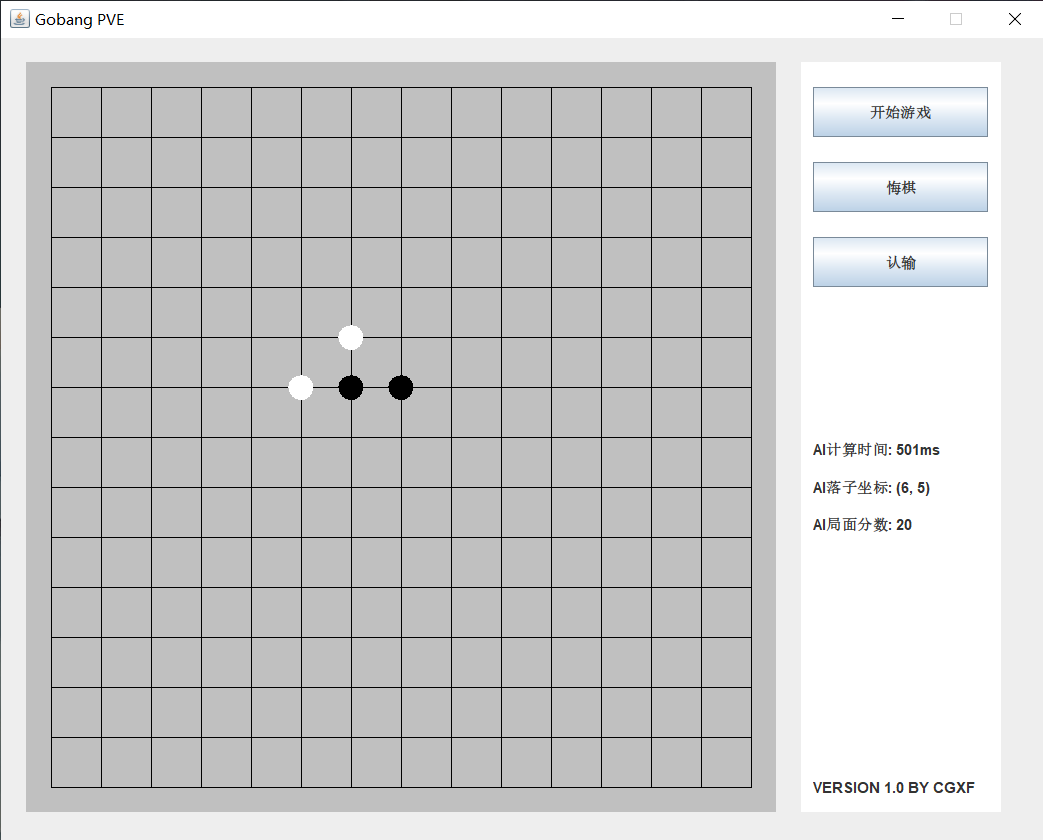 Gobang PVE
开始游戏
悔棋
认输
AI计算时间: 501ms
AI落子坐标: (6, 5)
AI局面分数: 20
VERSION 1.0 BY CGXF